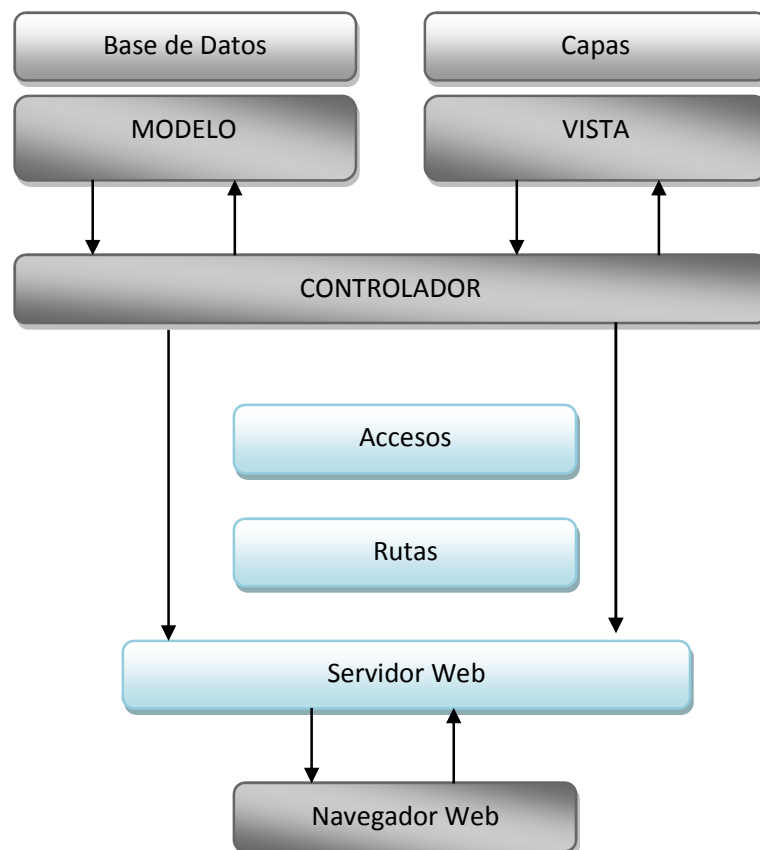 Base de Datos
Capas
MODELO
VISTA
CONTROLADOR
Accesos
Rutas
Servidor Web
Navegador Web